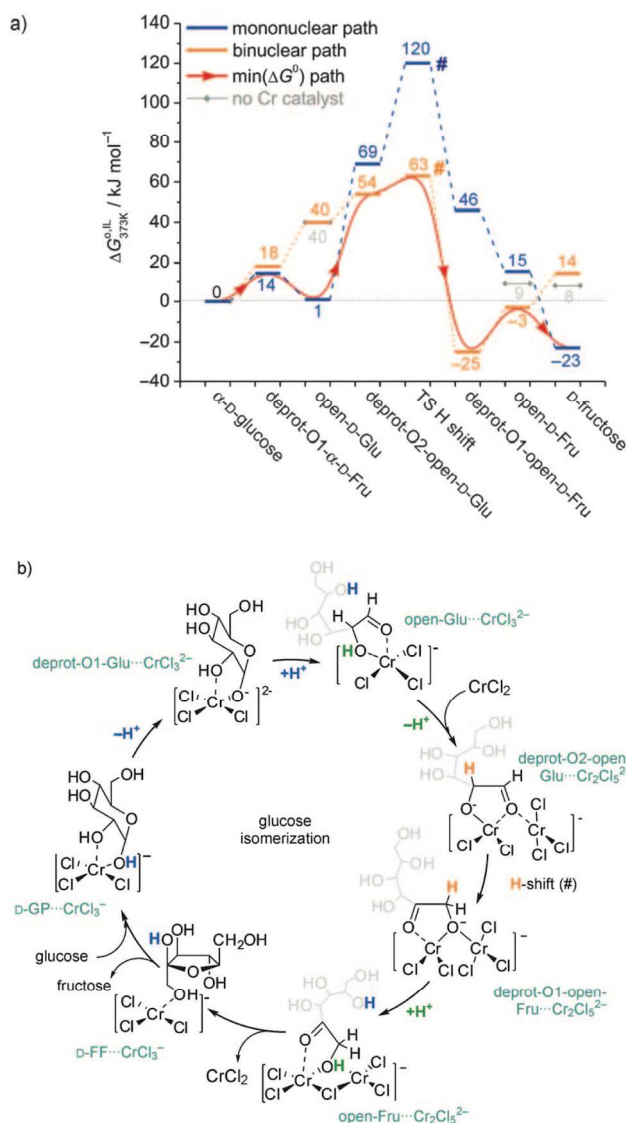 a)
mononuclear path
binuclear path
min(ΔG⁰) path
no Cr catalyst
ΔG°,IL 373K / kJ mol⁻¹
140
120
100
80
60
40
20
0
−20
−40
0
18
14
40
40
1
69
54
120 #
63 #
46
−25
15
9
−3
14
8
−23
α-D-glucose
deprot-O1-α-D-Fru
open-D-Glu
deprot-O2-open-D-Glu
TS H shift
deprot-O1-open-D-Fru
open-D-Fru
D-fructose
b)
deprot-O1-Glu···CrCl₃²⁻
+H⁺
open-Glu···CrCl₃²⁻
CrCl₂
−H⁺
deprot-O2-open
Glu···Cr₂Cl₅²
H-shift (#)
deprot-O1-open-
Fru···Cr₂Cl₅²⁻
+H⁺
open-Fru···Cr₂Cl₅²⁻
CrCl₂
D-FF···CrCl₃⁻
fructose
glucose
D-GP···CrCl₃⁻
−H⁺
glucose
isomerization